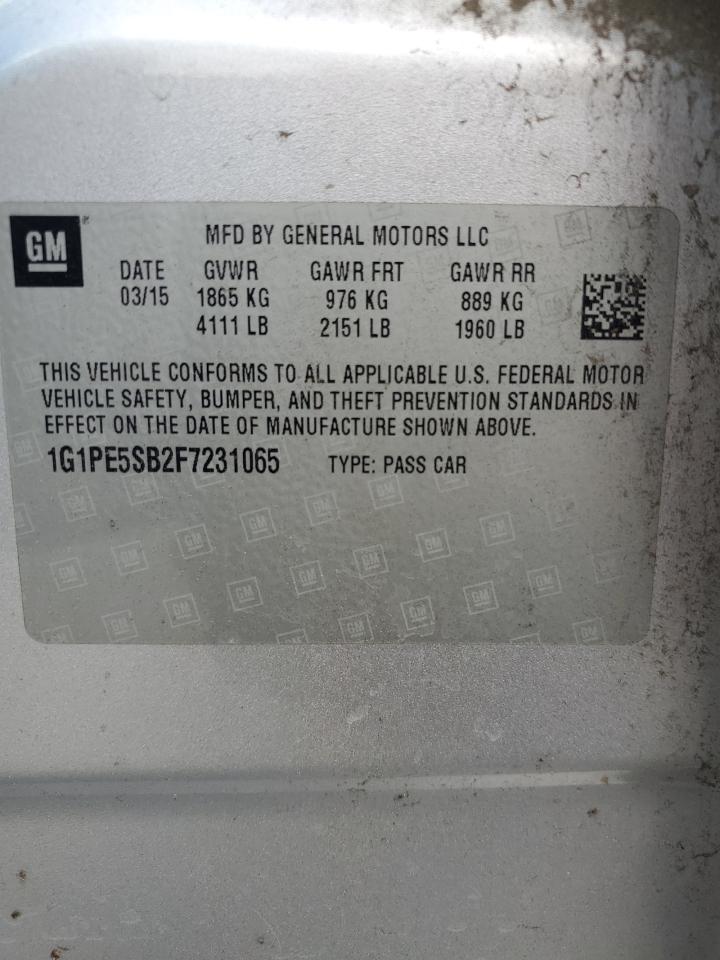 GM
MFD BY GENERAL MOTORS LLC
DATE GVWR GAWR FRT GAWR RR
03/15 1865 KG 976 KG 889 KG
4111 LB 2151 LB 1960 LB
THIS VEHICLE CONFORMS TO ALL APPLICABLE U.S. FEDERAL MOTOR
VEHICLE SAFETY, BUMPER, AND THEFT PREVENTION STANDARDS IN
EFFECT ON THE DATE OF MANUFACTURE SHOWN ABOVE.
1G1PE5SB2F7231065 TYPE: PASS CAR